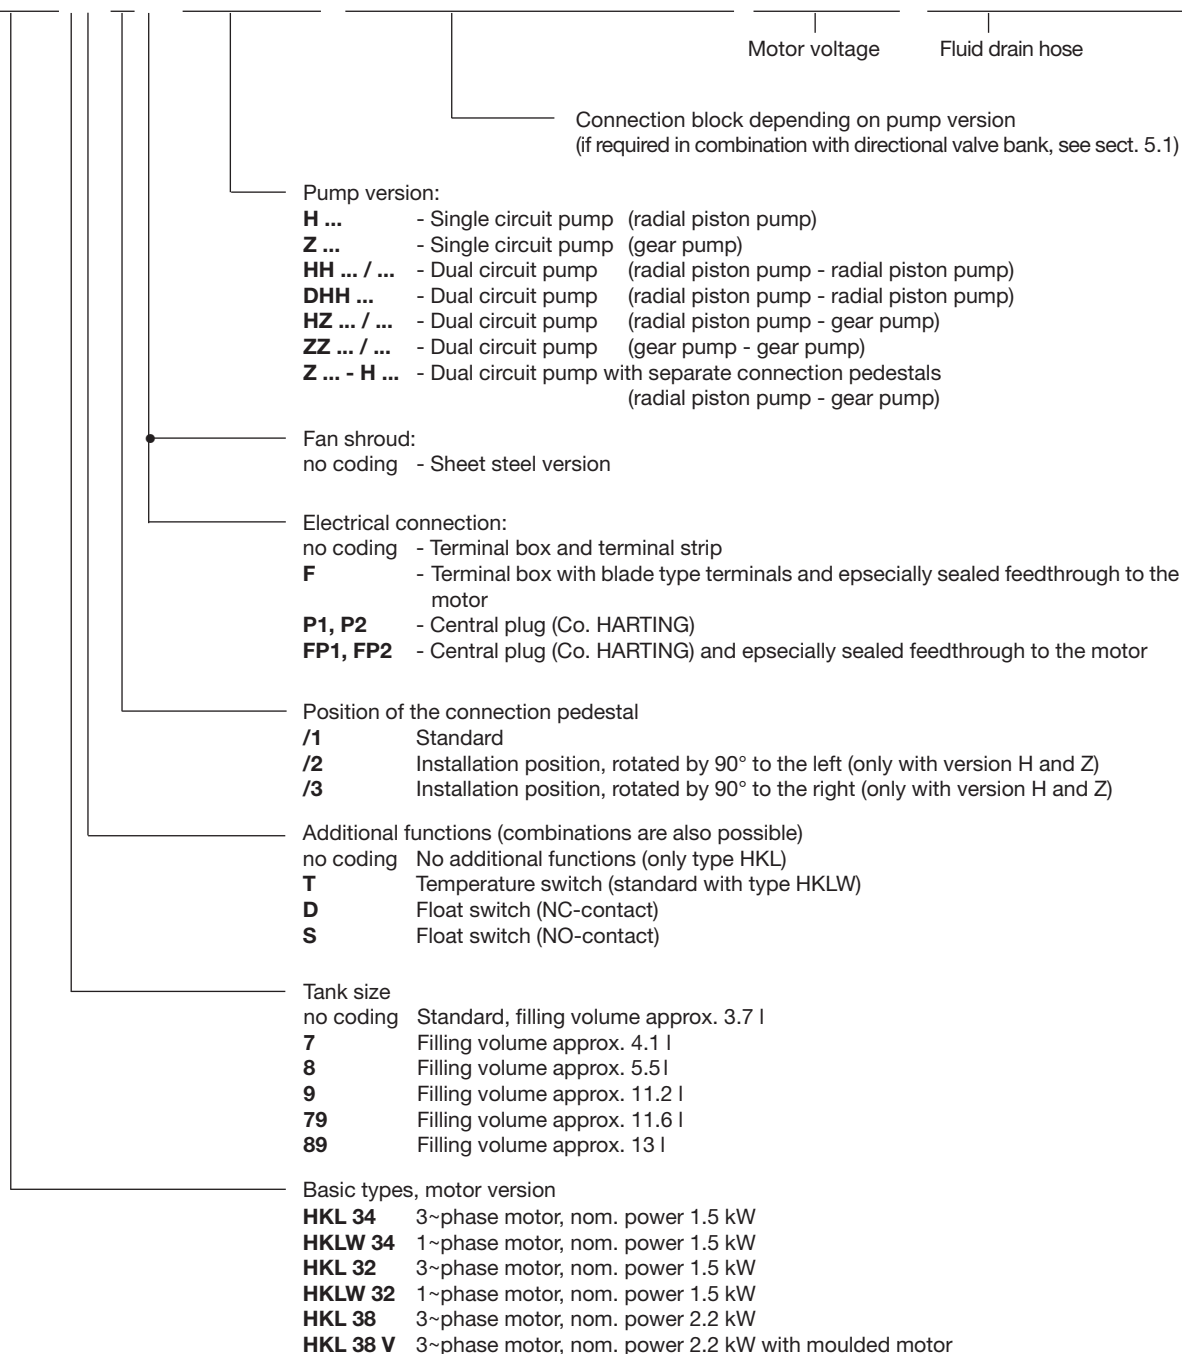 Motor voltage Fluid drain hose
Connection block depending on pump version
(if required in combination with directional valve bank, see sect. 5.1)
Pump version:
H ... - Single circuit pump (radial piston pump)
Z ... - Single circuit pump (gear pump)
HH ... / ... - Dual circuit pump (radial piston pump - radial piston pump)
DHH ... - Dual circuit pump (radial piston pump - radial piston pump)
HZ ... / ... - Dual circuit pump (radial piston pump - gear pump)
ZZ ... / ... - Dual circuit pump (gear pump - gear pump)
Z ... - H ... - Dual circuit pump with separate connection pedestals
(radial piston pump - gear pump)
Fan shroud:
no coding - Sheet steel version
Electrical connection:
no coding - Terminal box and terminal strip
F - Terminal box with blade type terminals and epsecially sealed feedthrough to the
motor
P1, P2 - Central plug (Co. HARTING)
FP1, FP2 - Central plug (Co. HARTING) and epsecially sealed feedthrough to the motor
Position of the connection pedestal
/1 Standard
/2 Installation position, rotated by 90° to the left (only with version H and Z)
/3 Installation position, rotated by 90° to the right (only with version H and Z)
Additional functions (combinations are also possible)
no coding No additional functions (only type HKL)
T Temperature switch (standard with type HKLW)
D Float switch (NC-contact)
S Float switch (NO-contact)
Tank size
no coding Standard, filling volume approx. 3.7 l
7 Filling volume approx. 4.1 l
8 Filling volume approx. 5.5 l
9 Filling volume approx. 11.2 l
79 Filling volume approx. 11.6 l
89 Filling volume approx. 13 l
Basic types, motor version
HKL 34 3~phase motor, nom. power 1.5 kW
HKLW 34 1~phase motor, nom. power 1.5 kW
HKL 32 3~phase motor, nom. power 1.5 kW
HKLW 32 1~phase motor, nom. power 1.5 kW
HKL 38 3~phase motor, nom. power 2.2 kW
HKL 38 V 3~phase motor, nom. power 2.2 kW with moulded motor